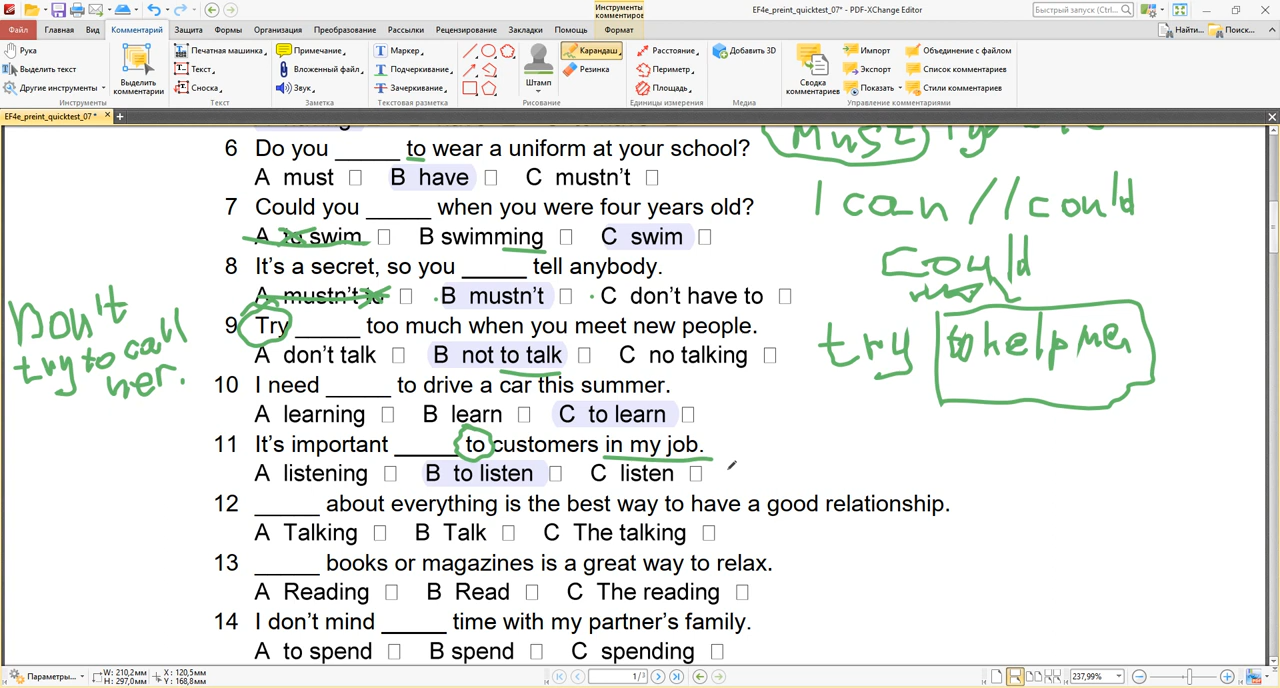 Инструменты комментиров
EF4e_preint_quicktest_07* - PDF-XChange Editor
Быстрый запуск (Ctrl...
Файл Главная Вид Комментарий Защита Формы Организация Преобразование Рассылки Рецензирование Закладки Помощь Формат Найти... Поиск...
Рука
Выделить текст
Другие инструменты
Инструменты
Выделить комментарии
Печатная машинка
Текст
Сноска
Текст
Примечание
Вложенный файл
Звук
Заметка
Маркер
Подчеркивание
Зачёркивание
Текстовая разметка
Штамп
Карандаш
Резинка
Рисование
Расстояние
Периметр
Площадь
Единицы измерения
Добавить 3D
Медиа
Сводка комментариев
Импорт
Экспорт
Показать
Объединение с файлом
Список комментариев
Стили комментариев
Управление комментариями
EF4e_preint_quicktest_07 *
Must
6 Do you _____ to wear a uniform at your school?
A must B have C mustn't
7 Could you _____ when you were four years old?
A to swim B swimming C swim
8 It's a secret, so you _____ tell anybody.
A mustn't to B mustn't C don't have to
9 Try _____ too much when you meet new people.
A don't talk B not to talk C no talking
10 I need _____ to drive a car this summer.
A learning B learn C to learn
11 It's important _____ to customers in my job.
A listening B to listen C listen
12 _____ about everything is the best way to have a good relationship.
A Talking B Talk C The talking
13 _____ books or magazines is a great way to relax.
A Reading B Read C The reading
14 I don't mind _____ time with my partner's family.
A to spend B spend C spending
Don't
try to call
her.
I can // could
could
try to help me
Параметры...
W: 210,2мм
H: 297,0мм
X: 120,5мм
Y: 168,8мм
237,99%